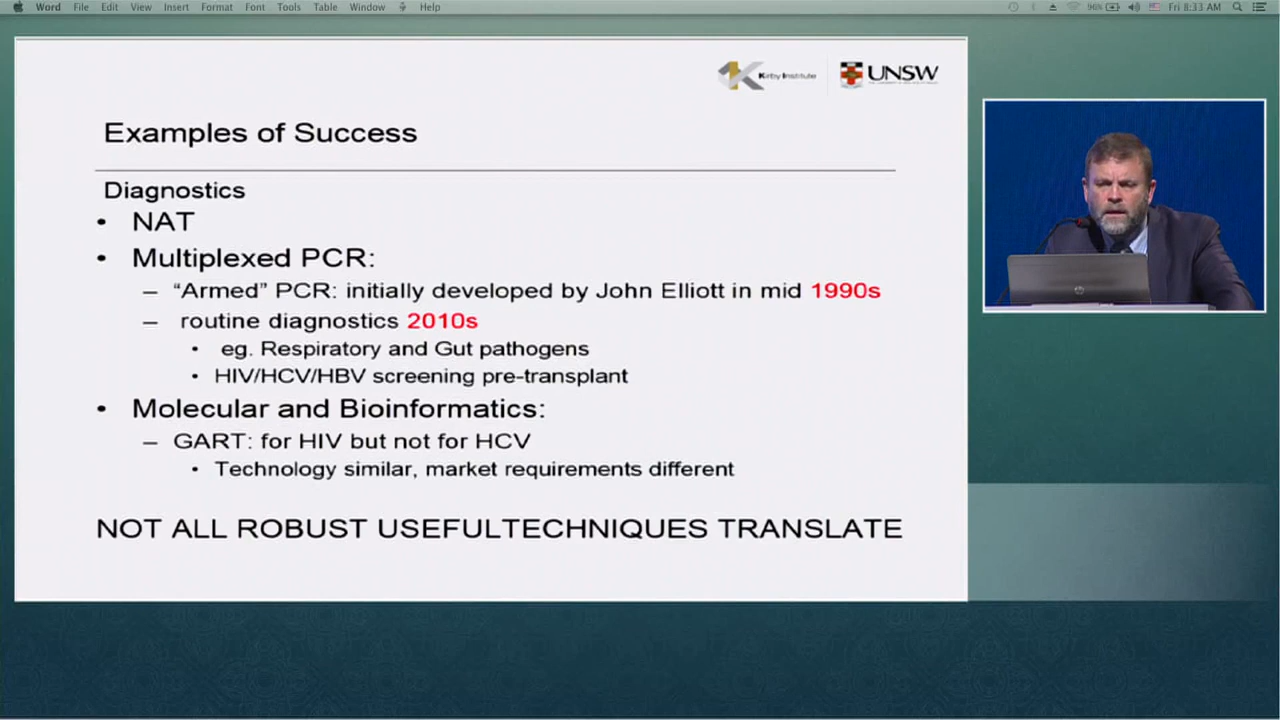 Word File Edit View Insert Format Font Tools Table Window Help 90% Fri 8:33 AM
Kirby Institute UNSW
Examples of Success
Diagnostics
• NAT
• Multiplexed PCR:
– “Armed” PCR: initially developed by John Elliott in mid 1990s
– routine diagnostics 2010s
• eg. Respiratory and Gut pathogens
• HIV/HCV/HBV screening pre-transplant
• Molecular and Bioinformatics:
– GART: for HIV but not for HCV
• Technology similar, market requirements different
NOT ALL ROBUST USEFULTECHNIQUES TRANSLATE